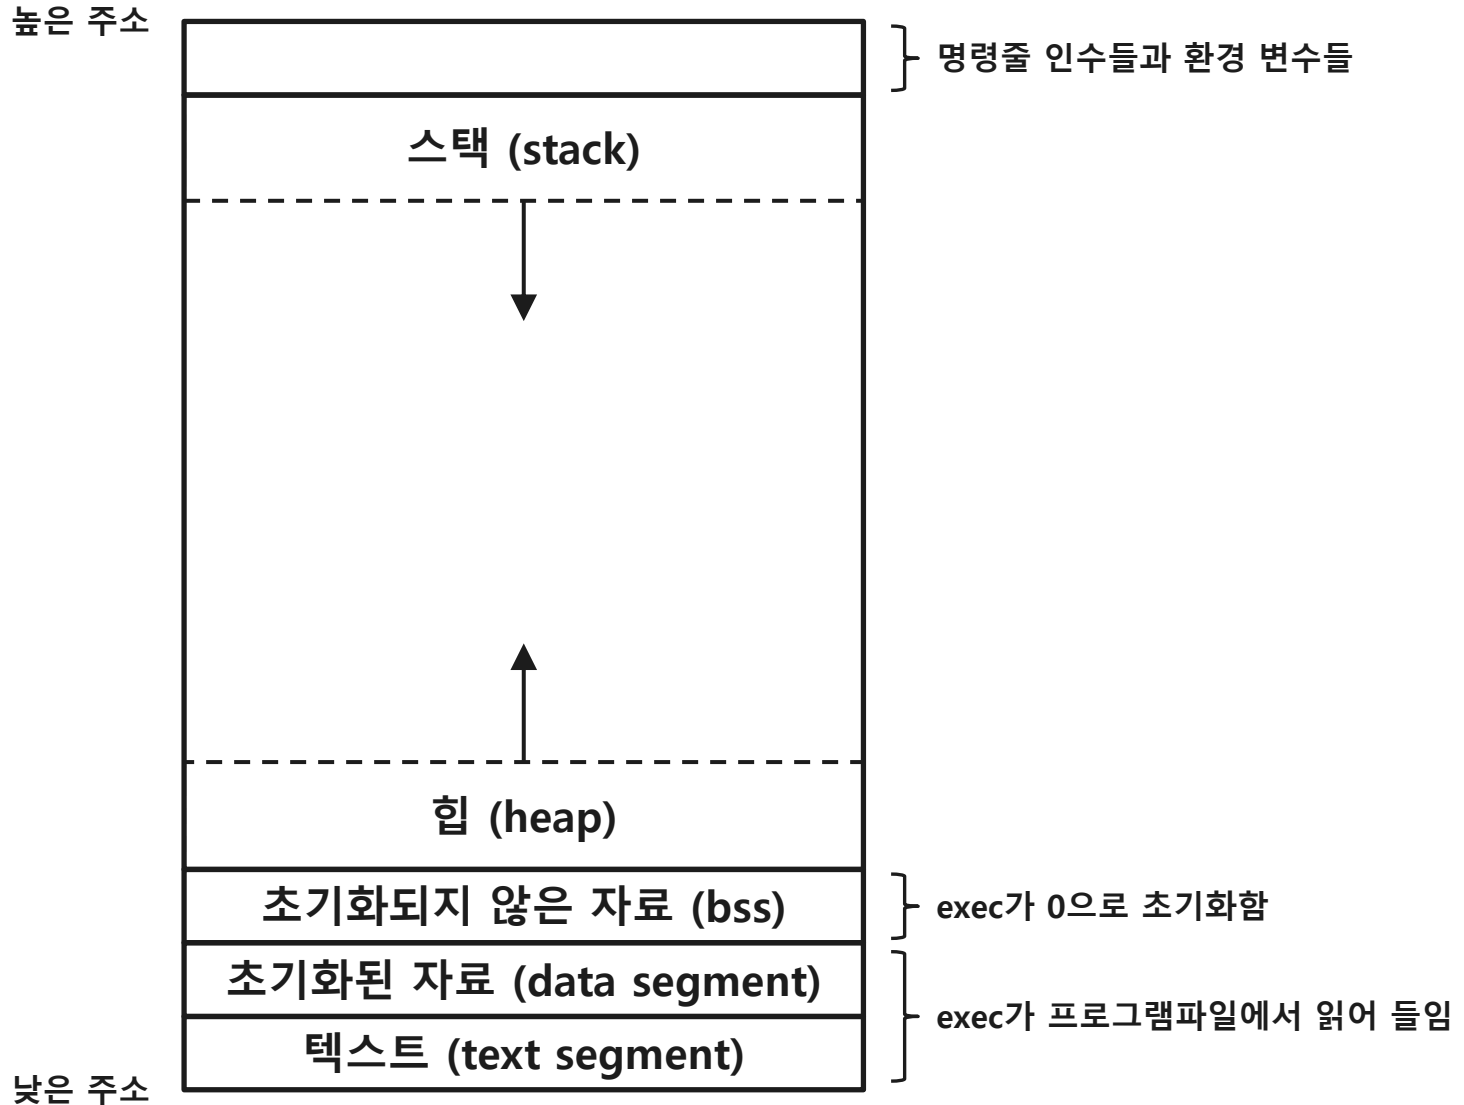 높은 주소
명령줄 인수들과 환경 변수들
스택 (stack)
힙 (heap)
초기화되지 않은 자료 (bss)
exec가 0으로 초기화함
초기화된 자료 (data segment)
exec가 프로그램파일에서 읽어 들임
텍스트 (text segment)
낮은 주소